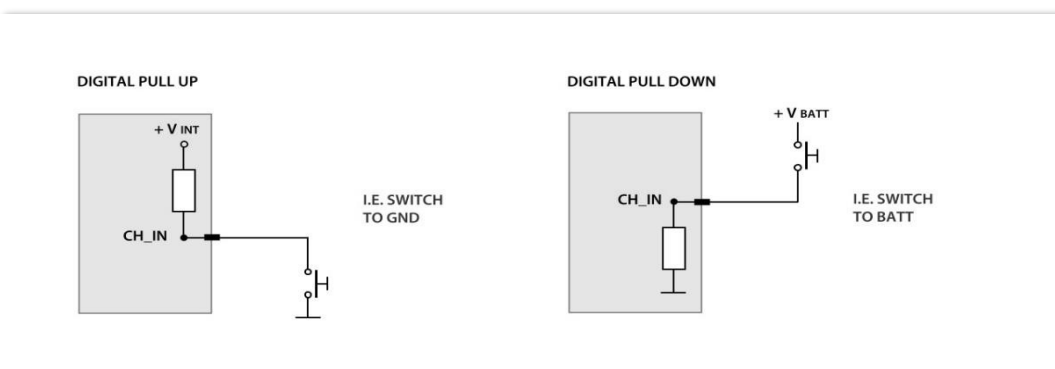 DIGITAL PULL UP
+ V INT
CH_IN
I.E. SWITCH
TO GND
DIGITAL PULL DOWN
+ V BATT
CH_IN
I.E. SWITCH
TO BATT